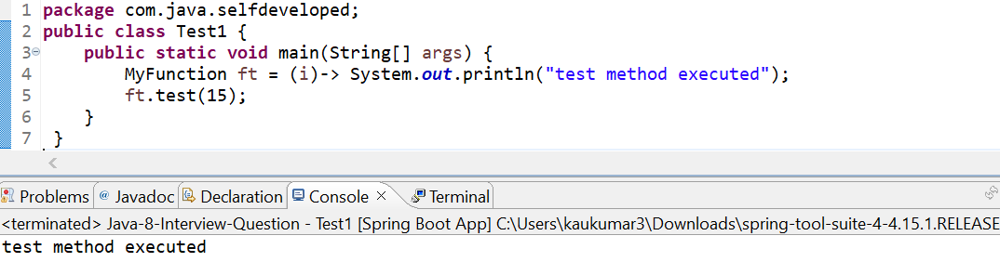 1 package com.java.selfdeveloped;
2 public class Test1 {
3 public static void main(String[] args) {
4 MyFunction ft = (i)-> System.out.println("test method executed");
5 ft.test(15);
6 }
7 }
Problems @ Javadoc Declaration Console Terminal
<terminated> Java-8-Interview-Question - Test1 [Spring Boot App] C:\Users\kaukumar3\Downloads\spring-tool-suite-4-4.15.1.RELEASE
test method executed